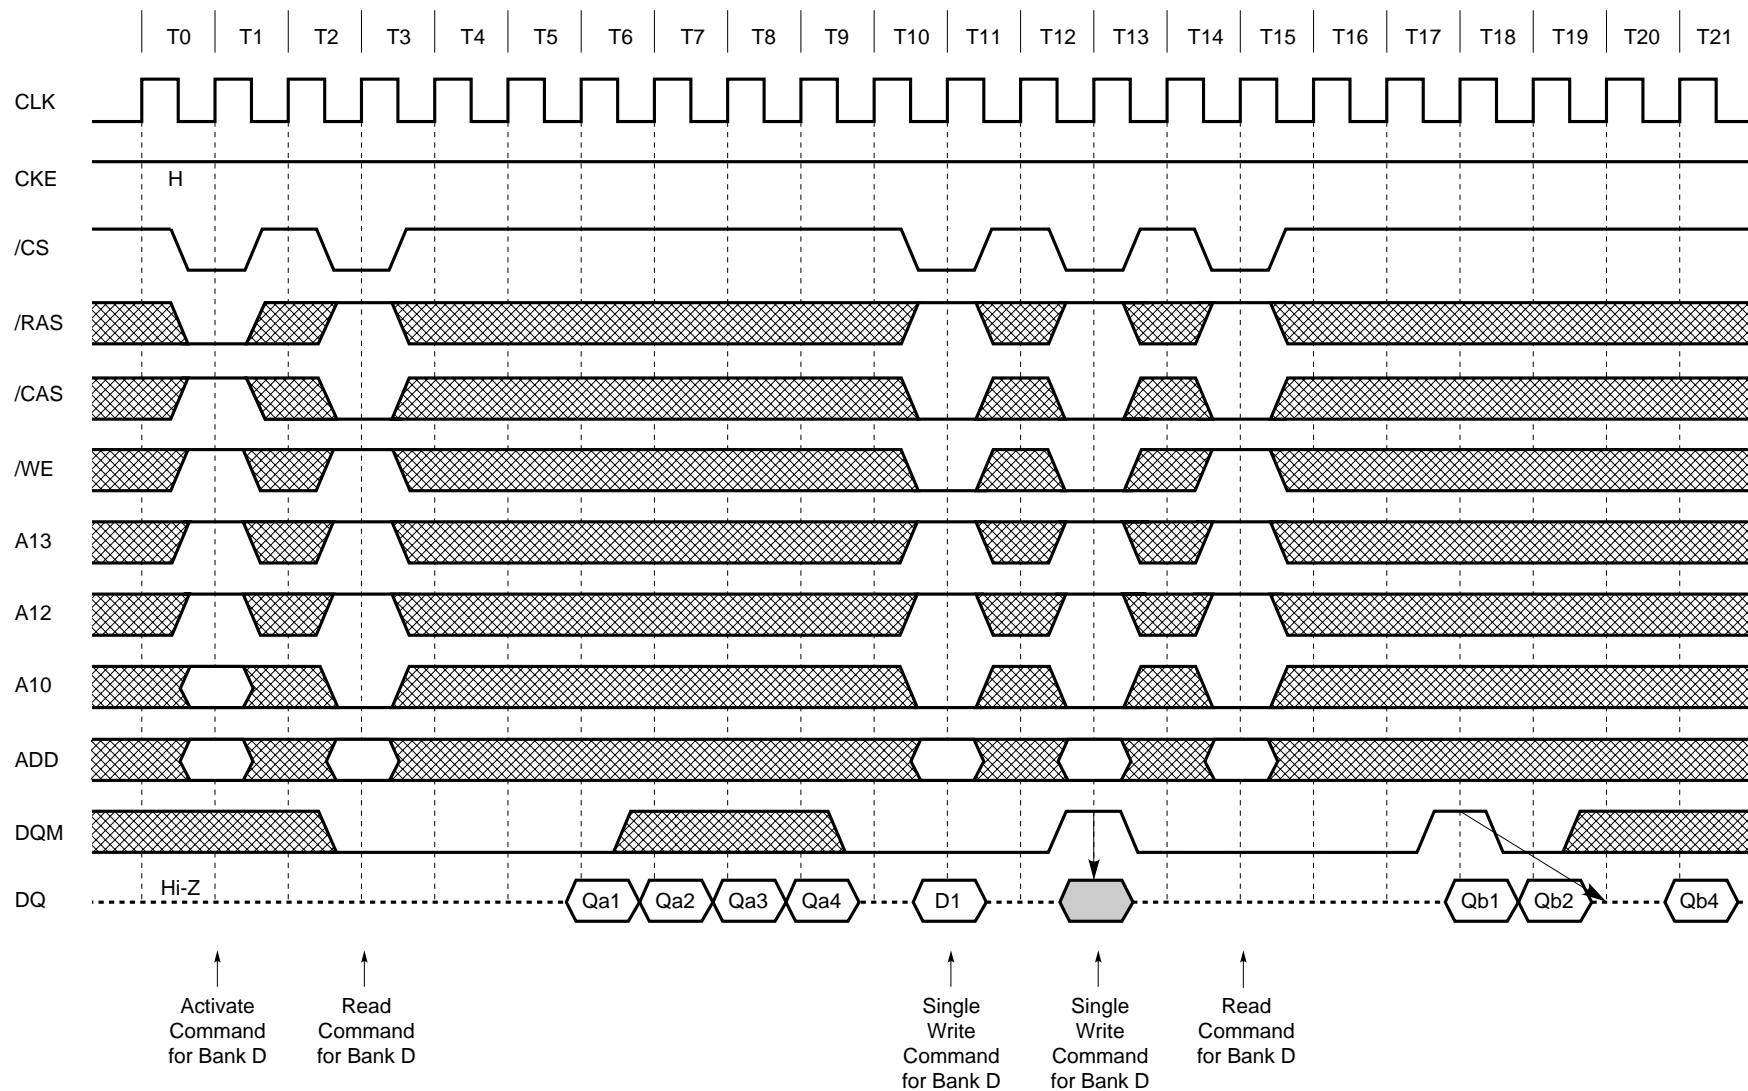 T0 T1 T2 T3 T4 T5 T6 T7 T8 T9 T10 T11 T12 T13 T14 T15 T16 T17 T18 T19 T20 T21
CLK
CKE H
/CS
/RAS
/CAS
/WE
A13
A12
A10
ADD
DQM
DQ Hi-Z Qa1 Qa2 Qa3 Qa4 D1 Qb1 Qb2 Qb4
Activate
Command
for Bank D
Read
Command
for Bank D
Single
Write
Command
for Bank D
Single
Write
Command
for Bank D
Read
Command
for Bank D